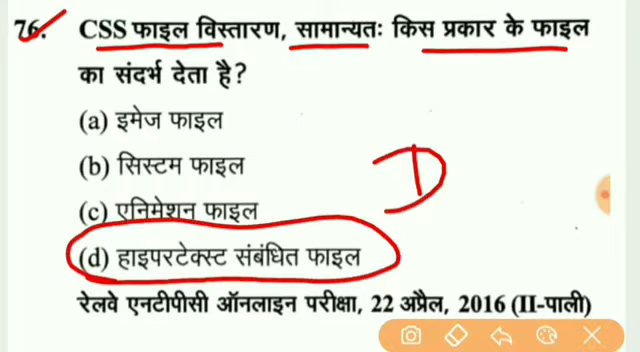 76. CSS फाइल विस्तारण, सामान्यतः किस प्रकार के फाइल
का संदर्भ देता है?
(a) इमेज फाइल
(b) सिस्टम फाइल
(c) एनिमेशन फाइल
(d) हाइपरटेक्स्ट संबंधित फाइल
D
रेलवे एनटीपीसी ऑनलाइन परीक्षा, 22 अप्रैल, 2016 (II-पाली)